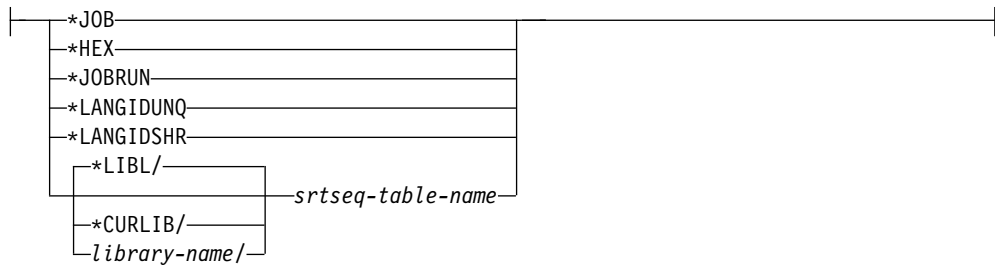 *JOB
*HEX
*JOBRUN
*LANGIDUNQ
*LANGIDSHR
*LIBL/
srtseq-table-name
*CURLIB/
library-name/